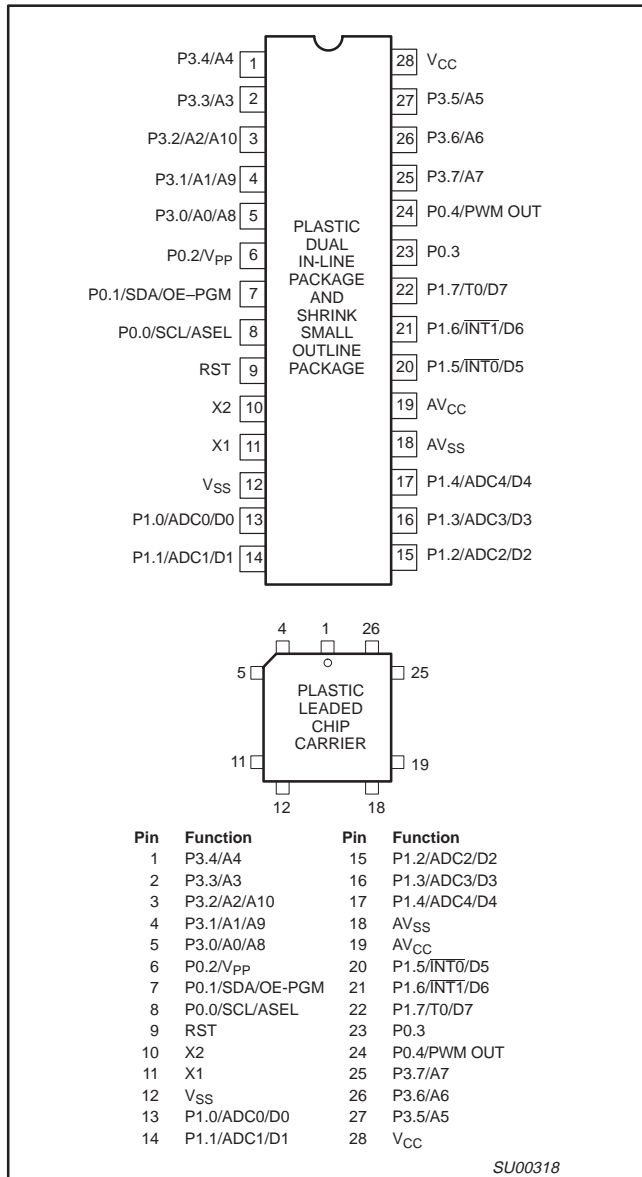 P3.4/A4 1 28 VCC
P3.3/A3 2 27 P3.5/A5
P3.2/A2/A10 3 26 P3.6/A6
P3.1/A1/A9 4 25 P3.7/A7
P3.0/A0/A8 5 24 P0.4/PWM OUT
P0.2/VPP 6 23 P0.3
P0.1/SDA/OE–PGM 7 22 P1.7/T0/D7
P0.0/SCL/ASEL 8 21 P1.6/INT1/D6
RST 9 20 P1.5/INT0/D5
X2 10 19 AVCC
X1 11 18 AVSS
VSS 12 17 P1.4/ADC4/D4
P1.0/ADC0/D0 13 16 P1.3/ADC3/D3
P1.1/ADC1/D1 14 15 P1.2/ADC2/D2
PLASTIC
DUAL
IN-LINE
PACKAGE
AND
SHRINK
SMALL
OUTLINE
PACKAGE
4 1 26
5 25
PLASTIC
LEADED
CHIP
CARRIER
11 19
12 18
Pin Function Pin Function
1 P3.4/A4 15 P1.2/ADC2/D2
2 P3.3/A3 16 P1.3/ADC3/D3
3 P3.2/A2/A10 17 P1.4/ADC4/D4
4 P3.1/A1/A9 18 AVSS
5 P3.0/A0/A8 19 AVCC
6 P0.2/VPP 20 P1.5/INT0/D5
7 P0.1/SDA/OE-PGM 21 P1.6/INT1/D6
8 P0.0/SCL/ASEL 22 P1.7/T0/D7
9 RST 23 P0.3
10 X2 24 P0.4/PWM OUT
11 X1 25 P3.7/A7
12 VSS 26 P3.6/A6
13 P1.0/ADC0/D0 27 P3.5/A5
14 P1.1/ADC1/D1 28 VCC
SU00318